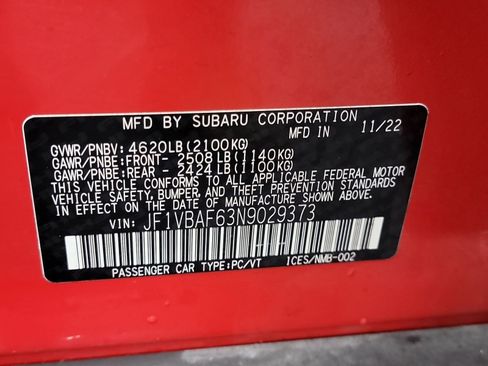 MFD BY SUBARU CORPORATION
MFD IN 11/22
GVWR/PNBV: 4620LB(2100KG)
GAWR/PNBE:FRONT- 2508LB(1140KG)
GAWR/PNBE:REAR - 2424LB(1100KG)
THIS VEHICLE CONFORMS TO ALL APPLICABLE FEDERAL MOTOR
VEHICLE SAFETY, BUMPER, AND THEFT PREVENTION STANDARDS
IN EFFECT ON THE DATE OF MANUFACTURE SHOWN ABOVE.
VIN: JF1VBAF63N9029373
PASSENGER CAR TYPE:PC/VT ICES/NMB-002